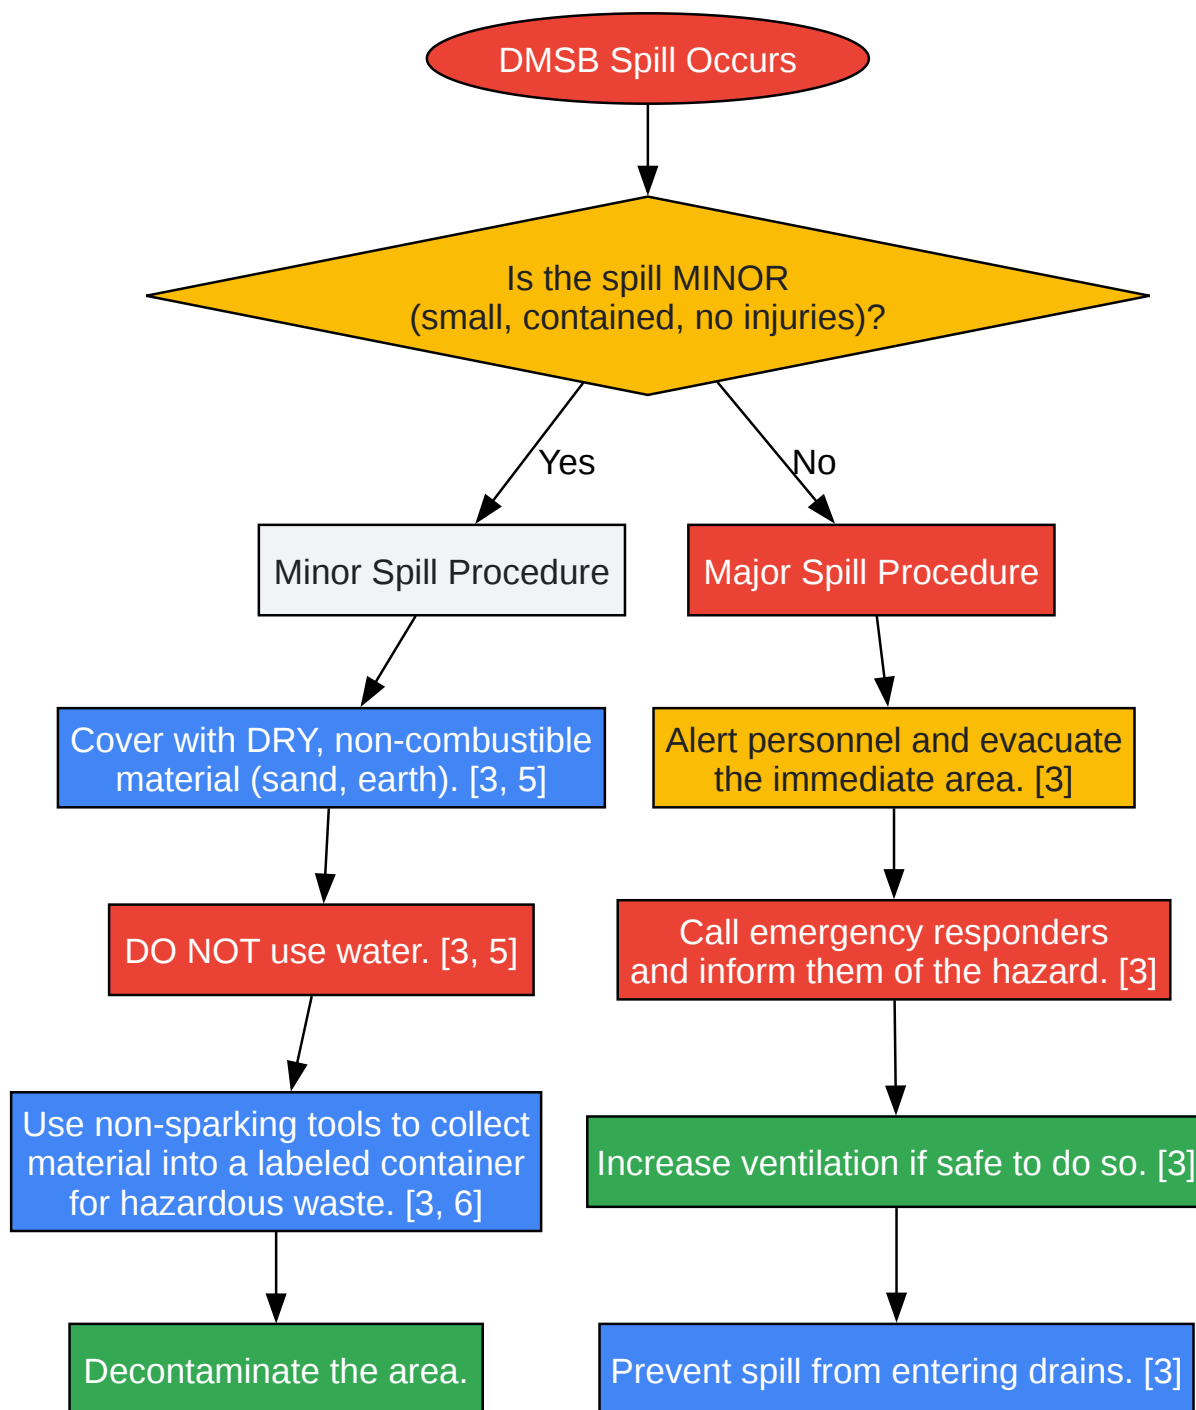 DMSB Spill Occurs
Is the spill MINOR
(small, contained, no injuries)?
Yes
No
Minor Spill Procedure
Major Spill Procedure
Cover with DRY, non-combustible
material (sand, earth). [3, 5]
Alert personnel and evacuate
the immediate area. [3]
DO NOT use water. [3, 5]
Call emergency responders
and inform them of the hazard. [3]
Use non-sparking tools to collect
material into a labeled container
for hazardous waste. [3, 6]
Increase ventilation if safe to do so. [3]
Decontaminate the area.
Prevent spill from entering drains. [3]